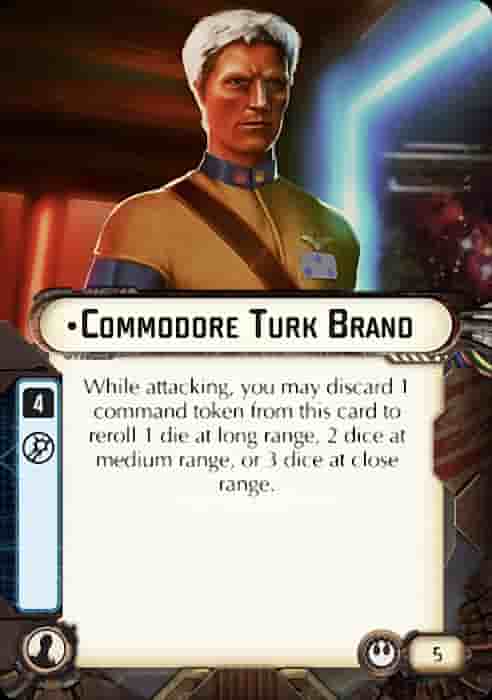 •Commodore Turk Brand
4
While attacking, you may discard 1
command token from this card to
reroll 1 die at long range, 2 dice at
medium range, or 3 dice at close
range.
5